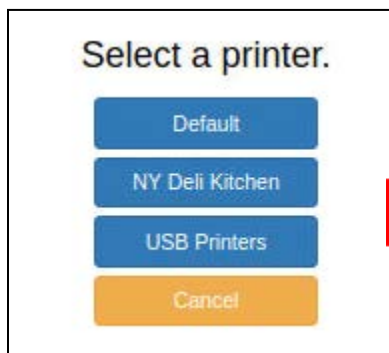 Select a printer.
Default
NY Deli Kitchen
USB Printers
Cancel